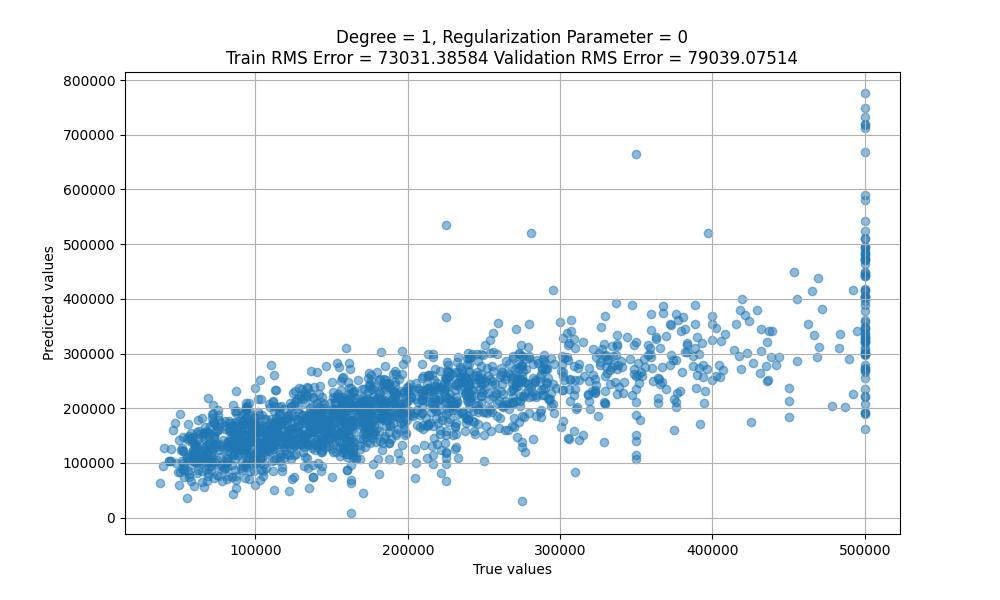 Degree = 1, Regularization Parameter = 0
Train RMS Error = 73031.38584 Validation RMS Error = 79039.07514
800000
700000
600000
500000
400000
300000
200000
100000
0
Predicted values
100000 200000 300000 400000 500000
True values